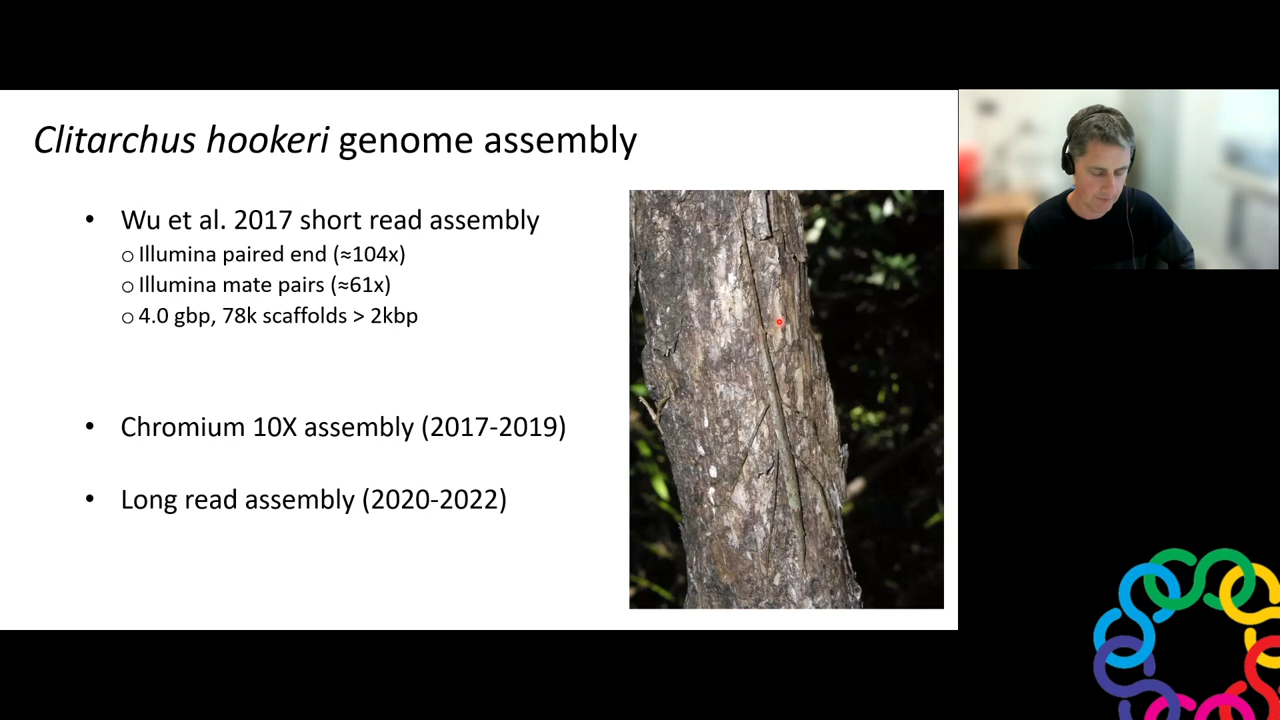 Clitarchus hookeri genome assembly
• Wu et al. 2017 short read assembly
○ Illumina paired end (≈104x)
○ Illumina mate pairs (≈61x)
○ 4.0 gbp, 78k scaffolds > 2kbp
• Chromium 10X assembly (2017-2019)
• Long read assembly (2020-2022)